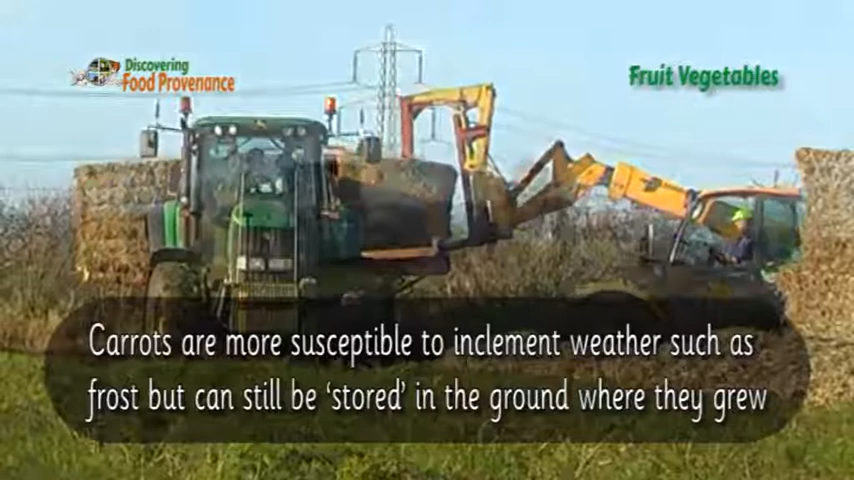 Discovering
Food Provenance
Fruit Vegetables
Carrots are more susceptible to inclement weather such as
frost but can still be ‘stored’ in the ground where they grew